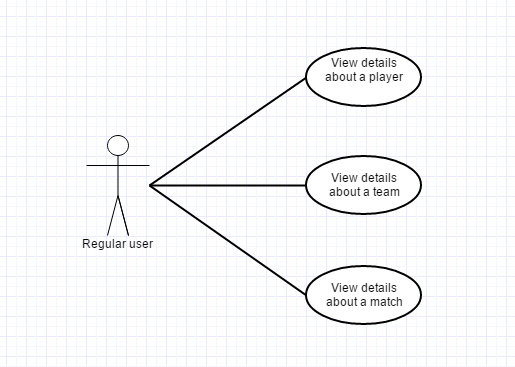 View details
about a player
View details
about a team
Regular user
View details
about a match